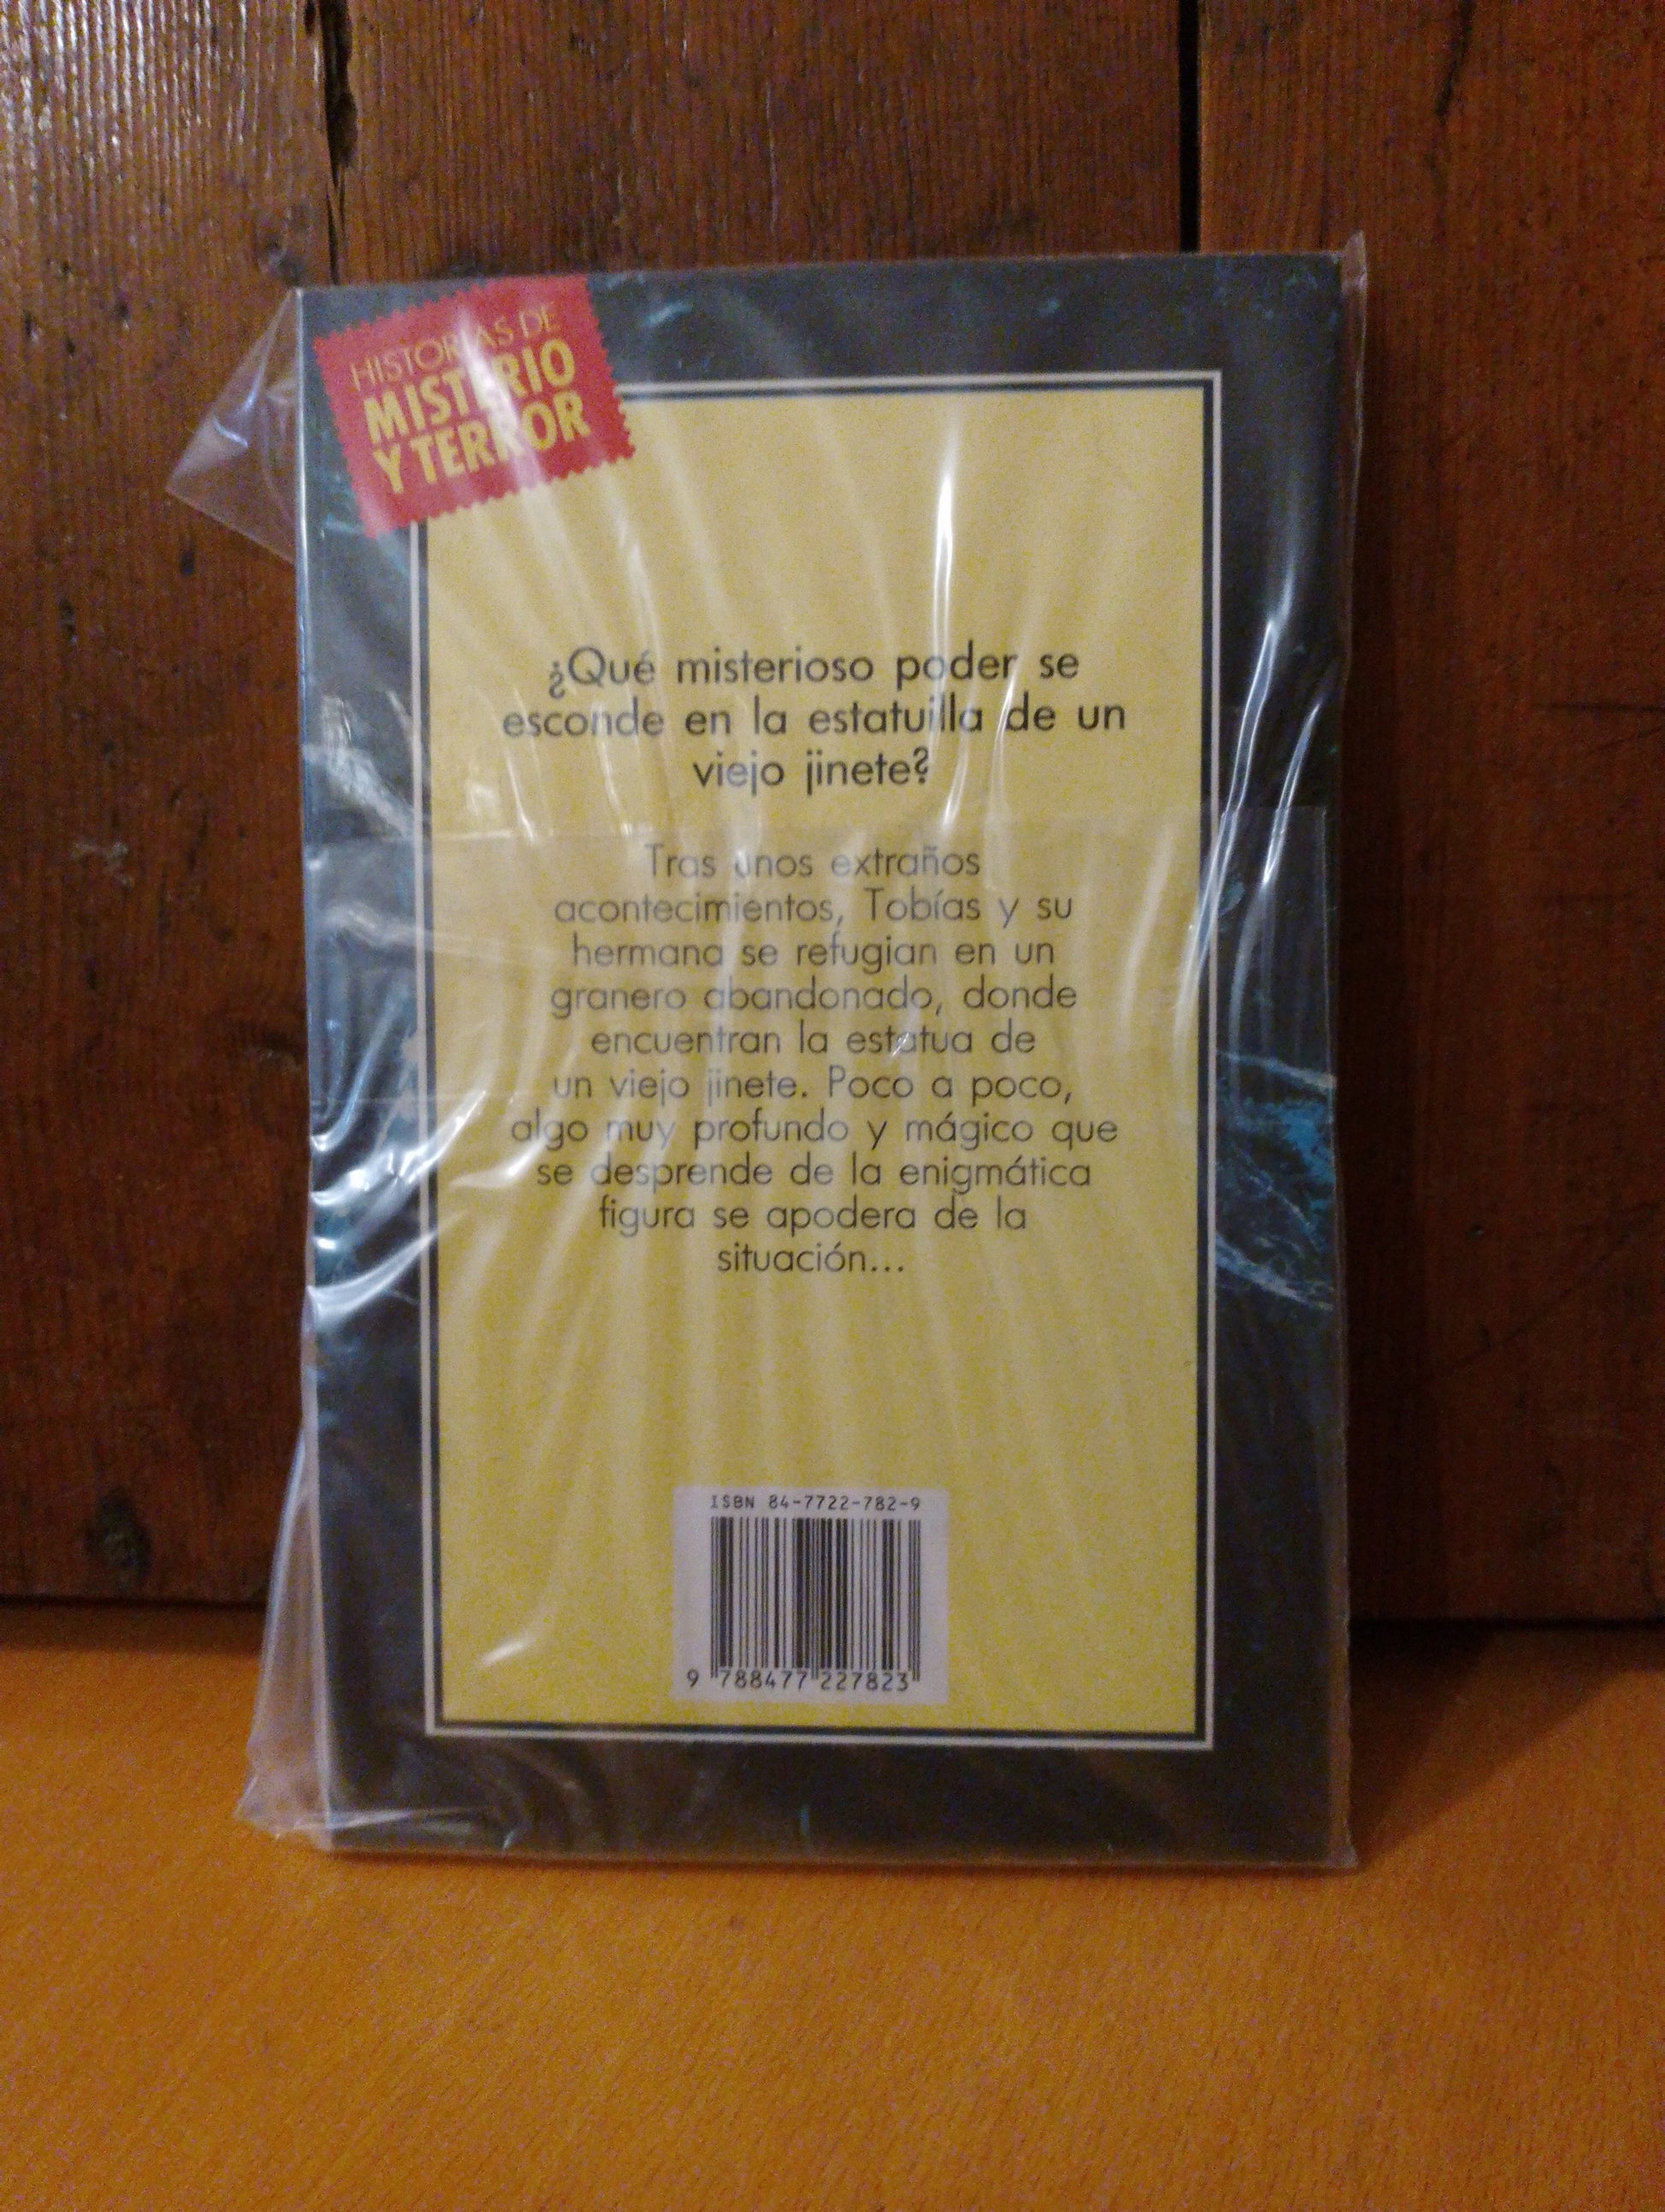 HISTORIAS DE
MISTERIO
Y TERROR
¿Qué misterioso poder se
esconde en la estatuilla de un
viejo jinete?
Tras unos extraños
acontecimientos, Tobías y su
hermana se refugian en un
granero abandonado, donde
encuentran la estatua de
un viejo jinete. Poco a poco,
algo muy profundo y mágico que
se desprende de la enigmática
figura se apodera de la
situación...
ISBN 84-7722-782-9
9 788477 227823